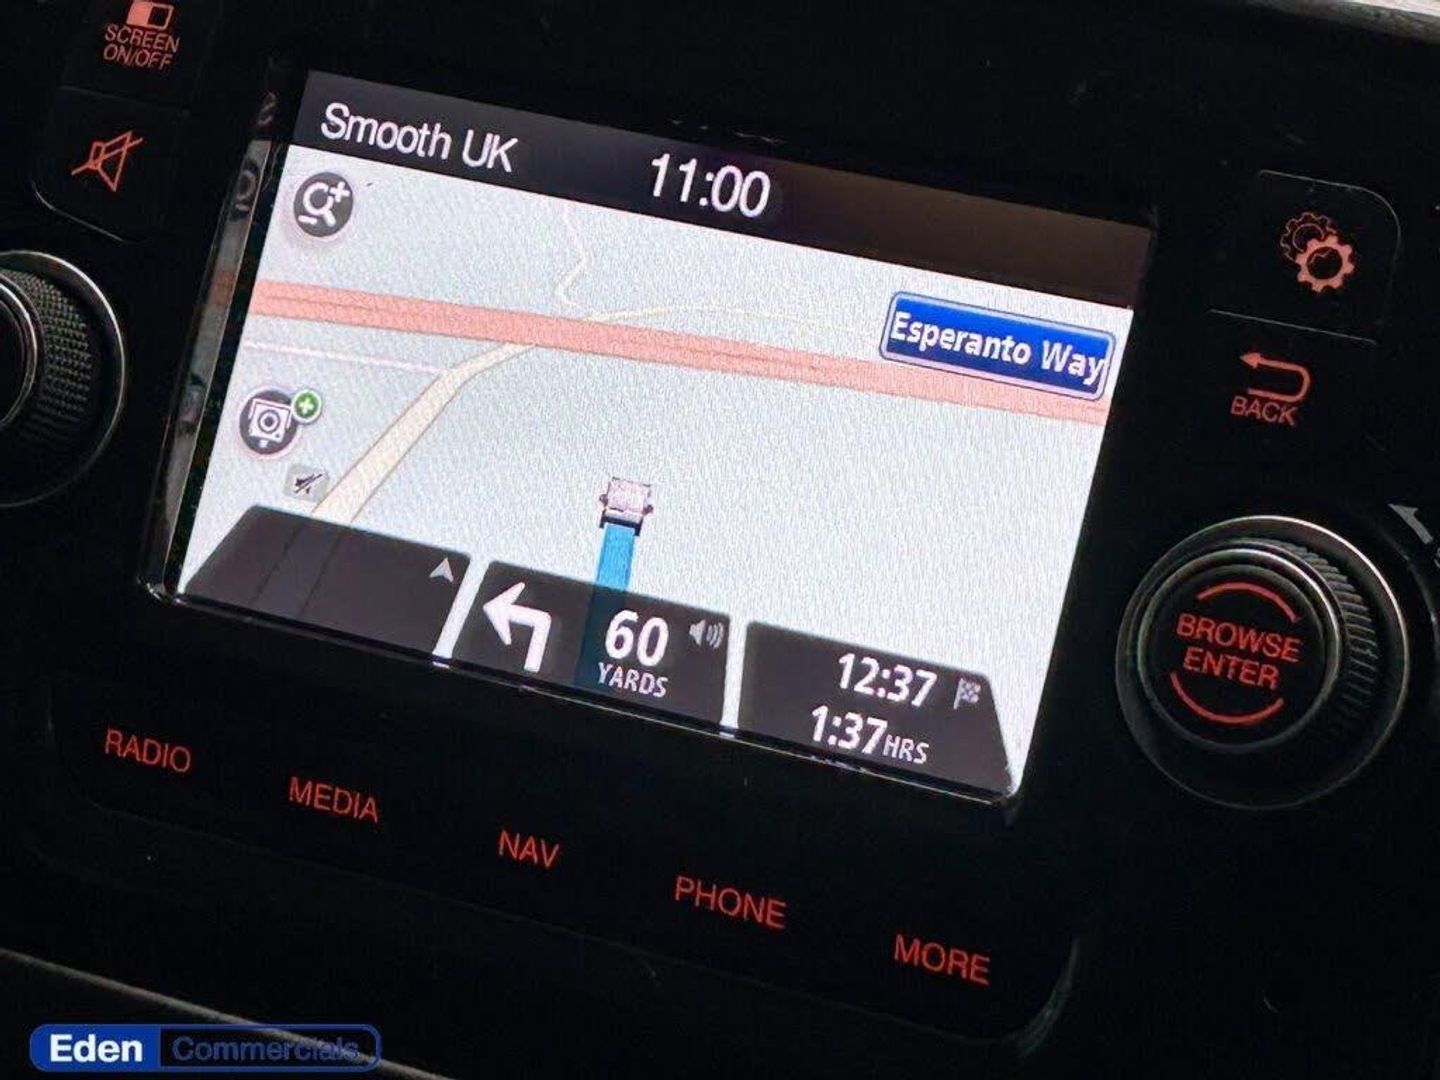 SCREEN
ON/OFF
Smooth UK
11:00
Esperanto Way
BACK
60
YARDS
12:37
1:37HRS
BROWSE
ENTER
RADIO
MEDIA
NAV
PHONE
MORE
Eden Commercials